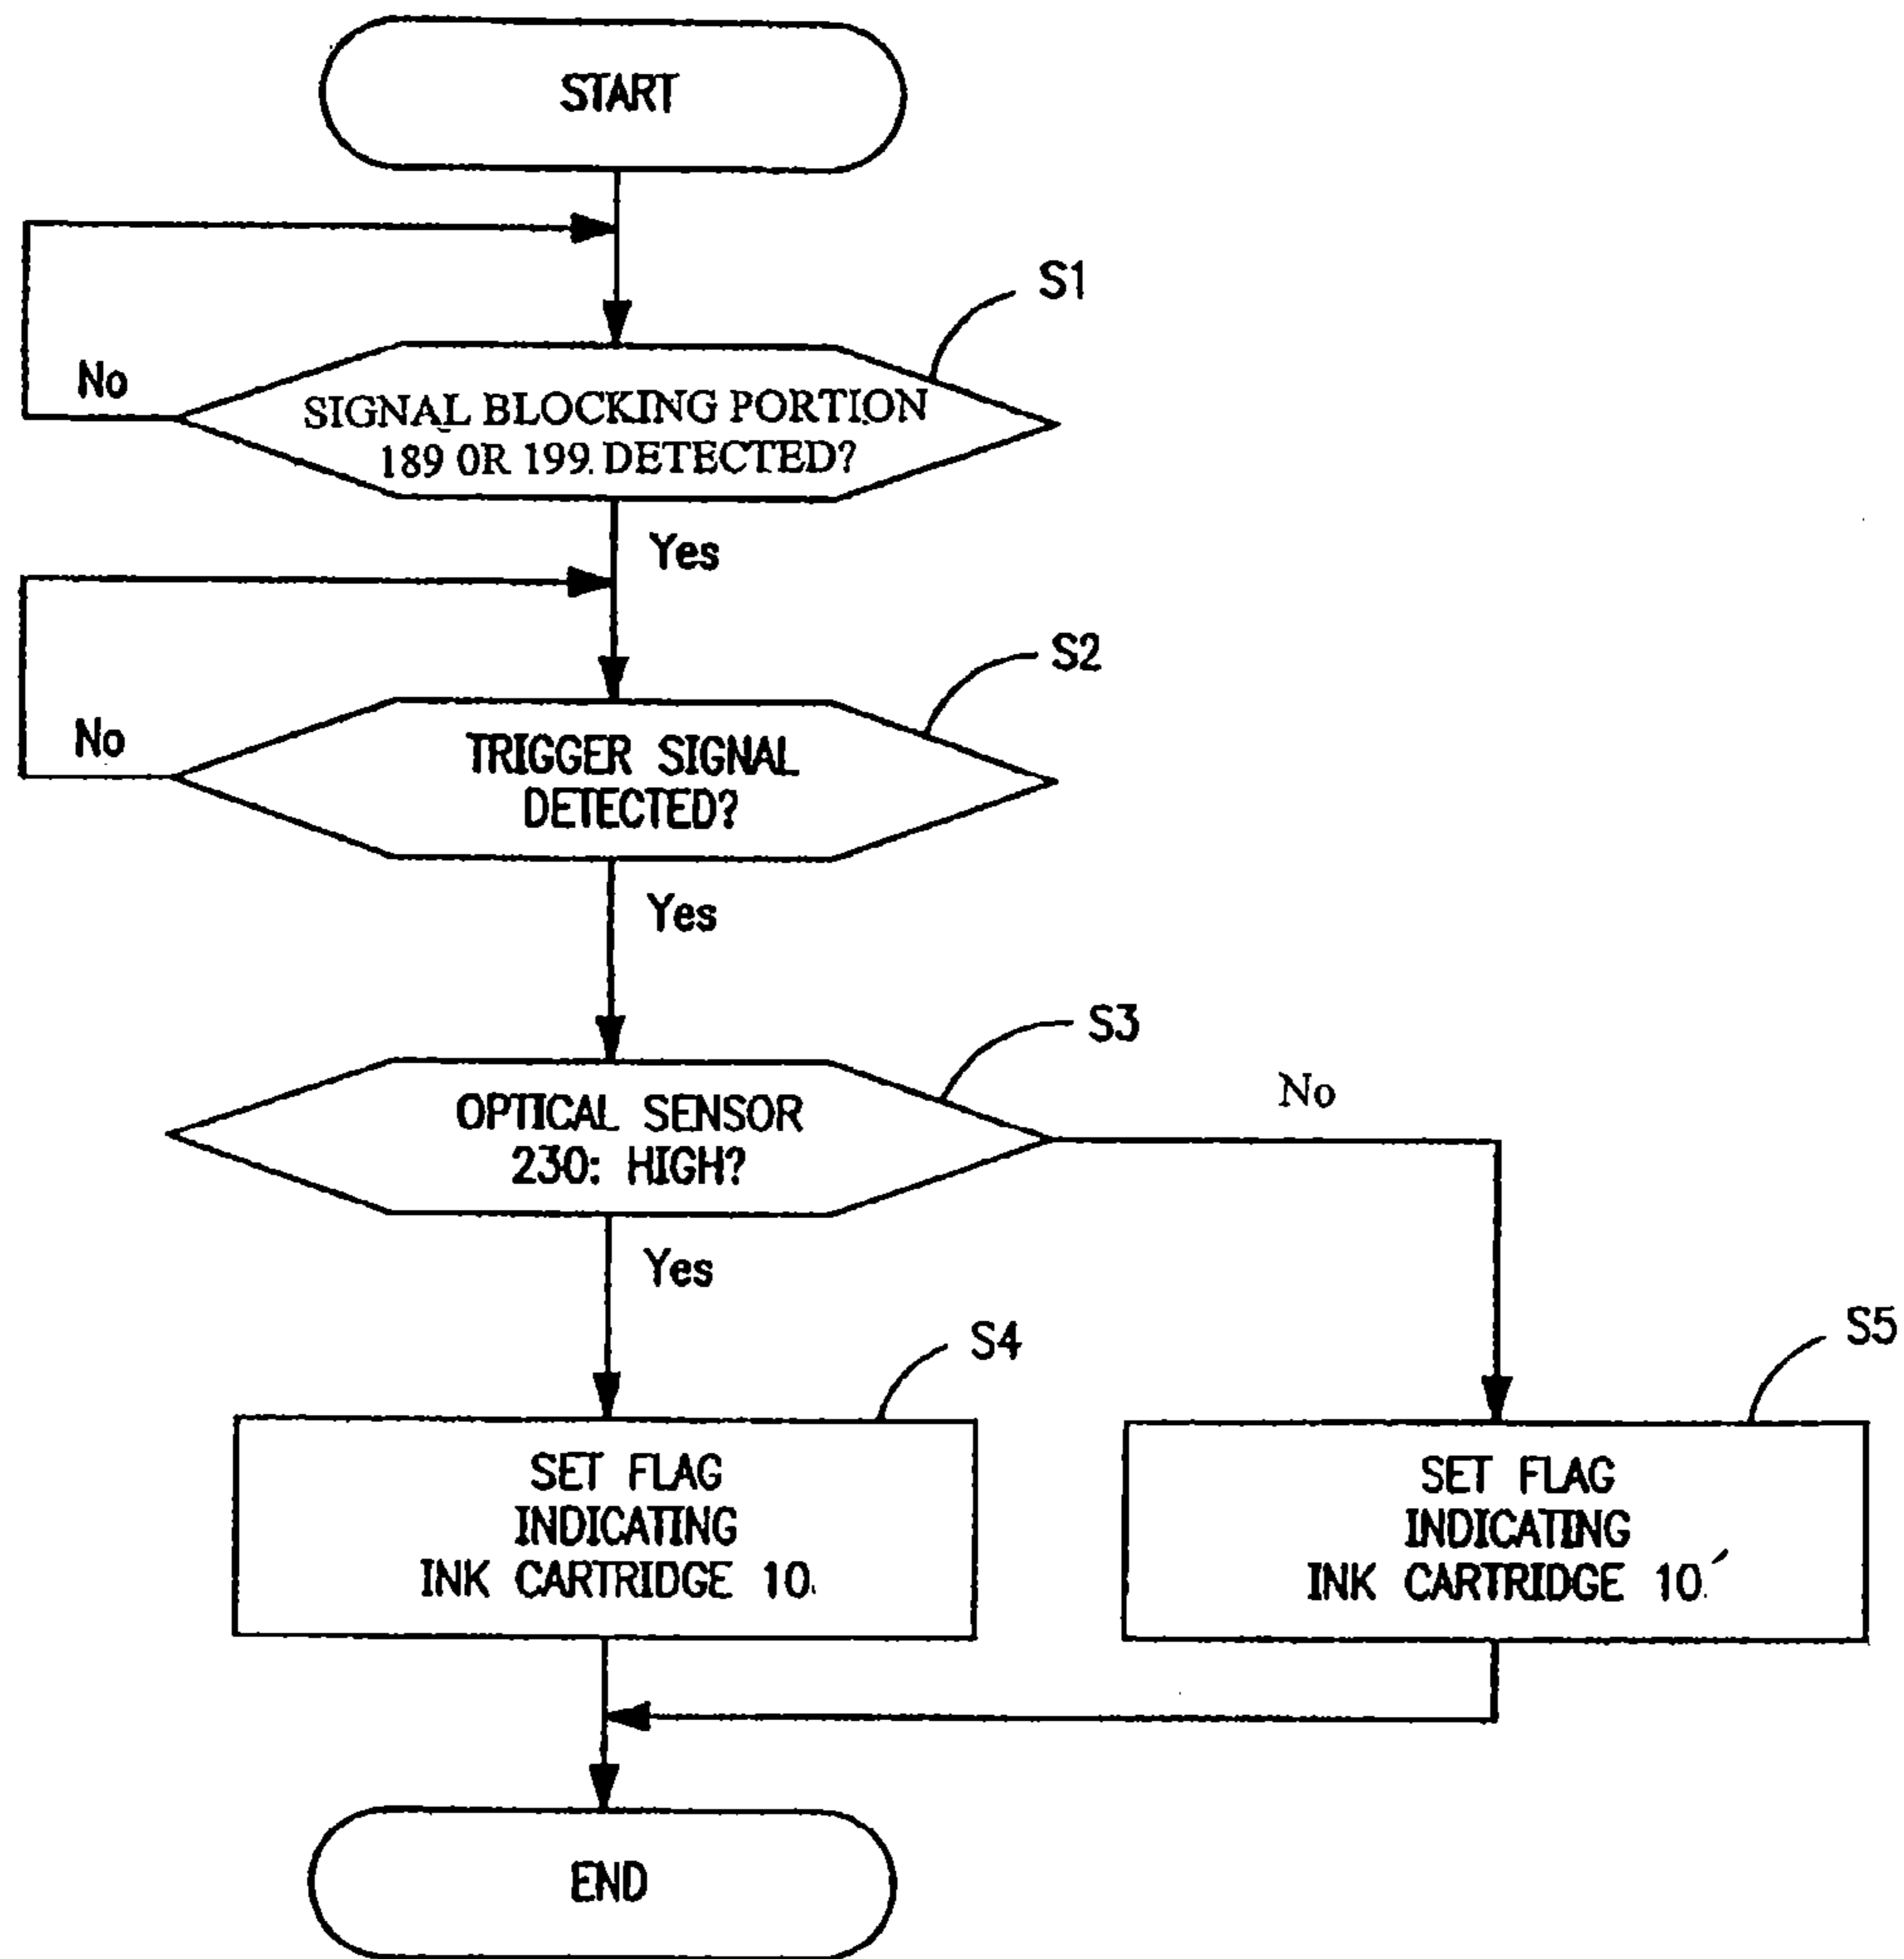 START
S1
No
SIGNAL BLOCKING PORTION
189 OR 199. DETECTED?
Yes
S2
No
TRIGGER SIGNAL
DETECTED?
Yes
S3
OPTICAL SENSOR
230: HIGH?
No
Yes
S4
S5
SET FLAG
INDICATING
INK CARTRIDGE 10.
SET FLAG
INDICATING
INK CARTRIDGE 10.´
END